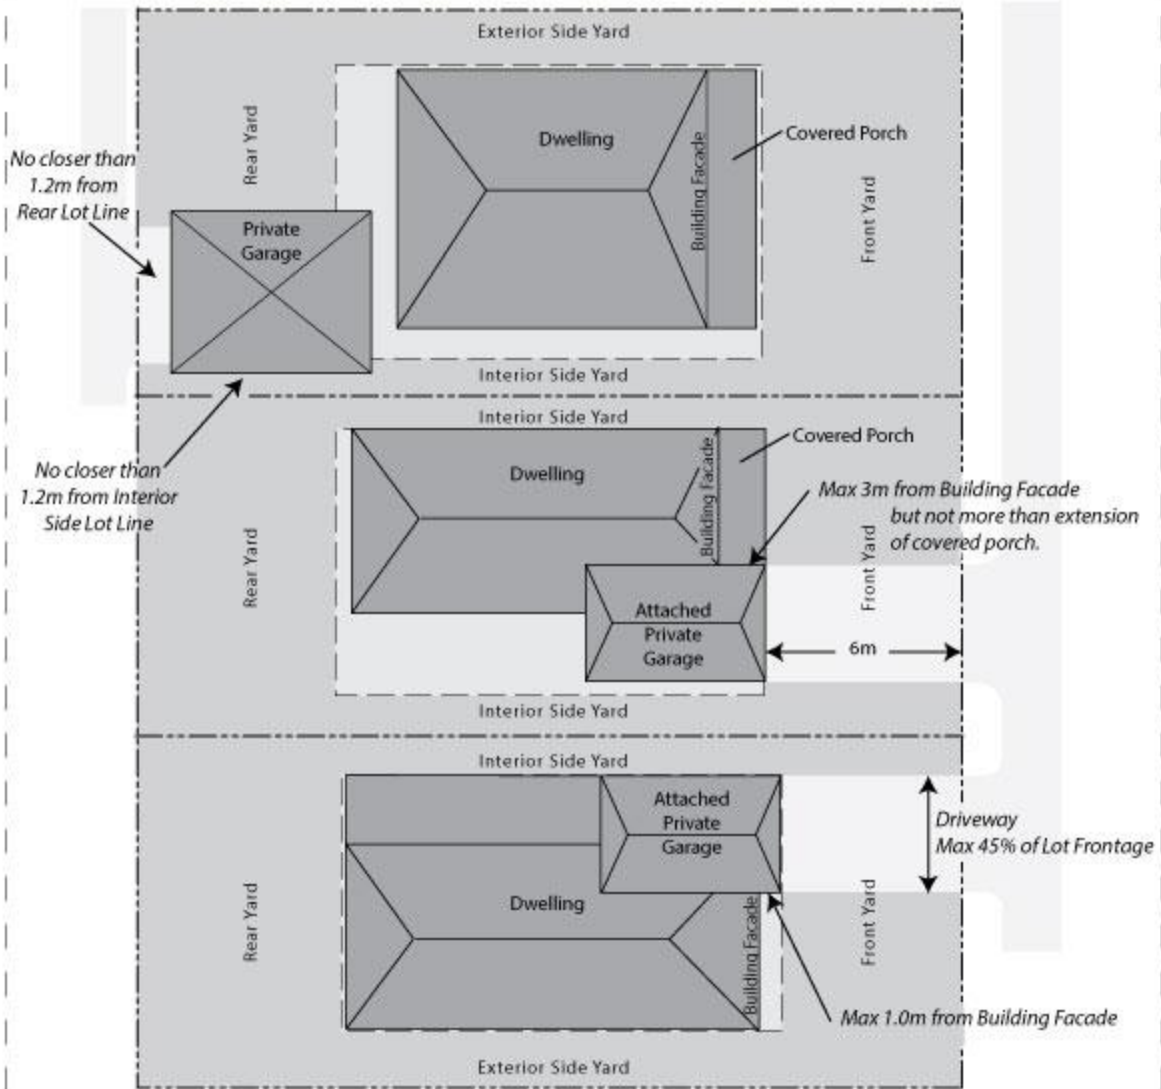 Exterior Side Yard
Rear Yard
Dwelling
Building Facade
Covered Porch
Front Yard
No closer than
1.2m from
Rear Lot Line
Private
Garage
Interior Side Yard
No closer than
1.2m from Interior
Side Lot Line
Interior Side Yard
Rear Yard
Dwelling
Building Facade
Covered Porch
Max 3m from Building Facade
but not more than extension
of covered porch.
Front Yard
Attached
Private
Garage
6m
Interior Side Yard
Interior Side Yard
Rear Yard
Attached
Private
Garage
Driveway
Max 45% of Lot Frontage
Dwelling
Building Facade
Front Yard
Max 1.0m from Building Facade
Exterior Side Yard